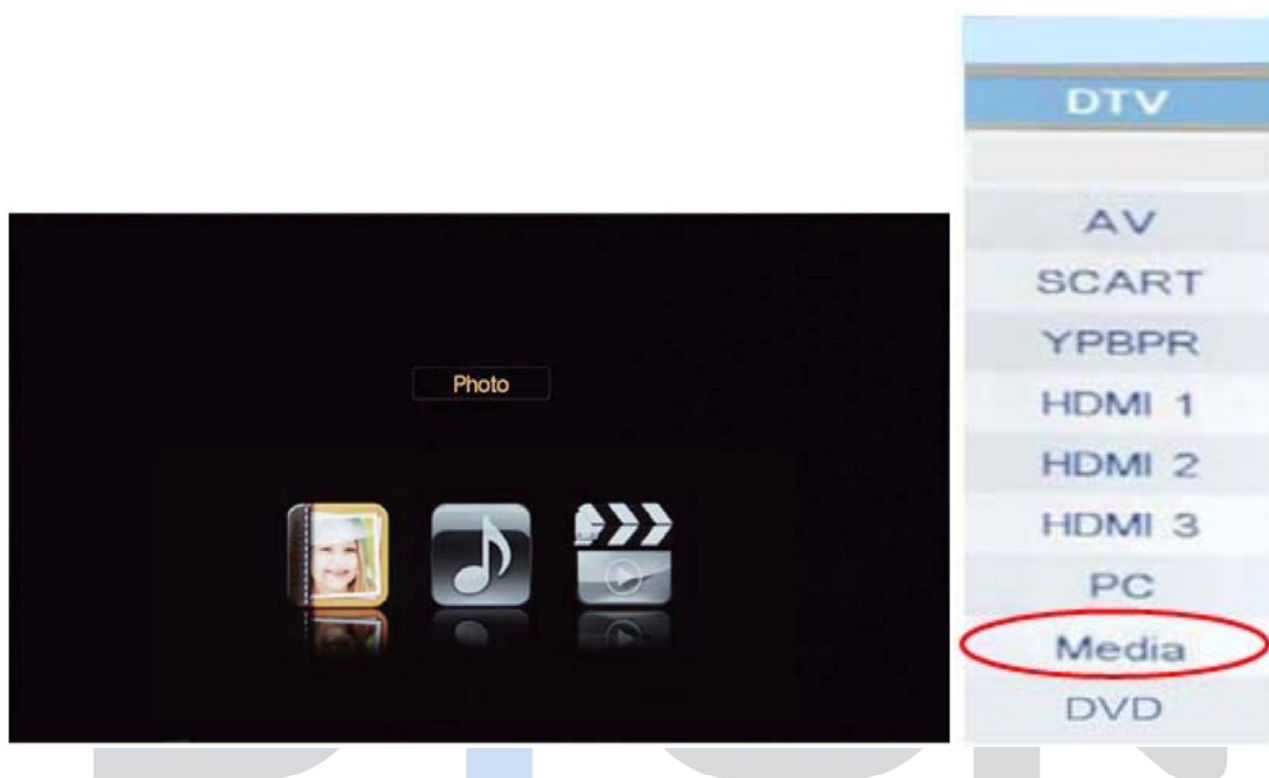 Photo
DTV
AV
SCART
YPBPR
HDMI 1
HDMI 2
HDMI 3
PC
Media
DVD